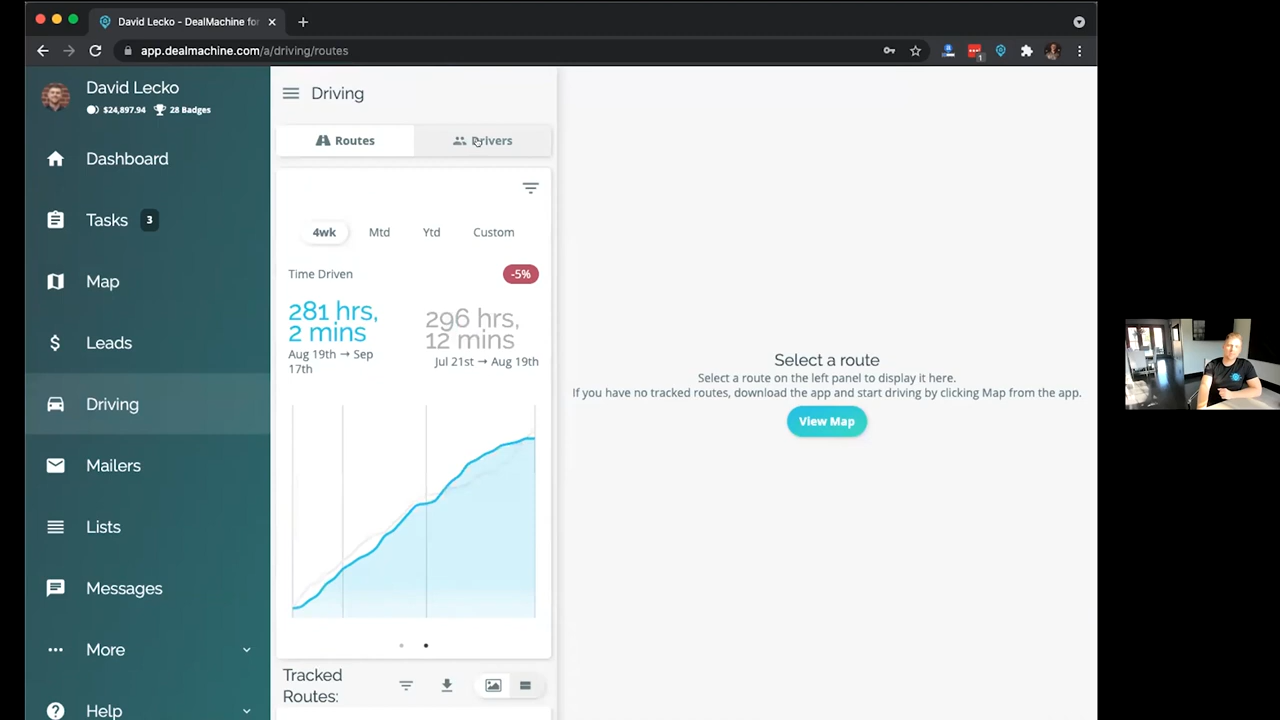 David Lecko - DealMachine for
app.dealmachine.com/a/driving/routes
1
David Lecko
$24,897.94 28 Badges
Dashboard
Tasks 3
Map
Leads
Driving
Mailers
Lists
Messages
More
Help
Driving
Routes Drivers
4wk Mtd Ytd Custom
Time Driven -5%
281 hrs,
2 mins
Aug 19th → Sep
17th
296 hrs,
12 mins
Jul 21st → Aug 19th
Tracked
Routes:
Select a route
Select a route on the left panel to display it here.
If you have no tracked routes, download the app and start driving by clicking Map from the app.
View Map